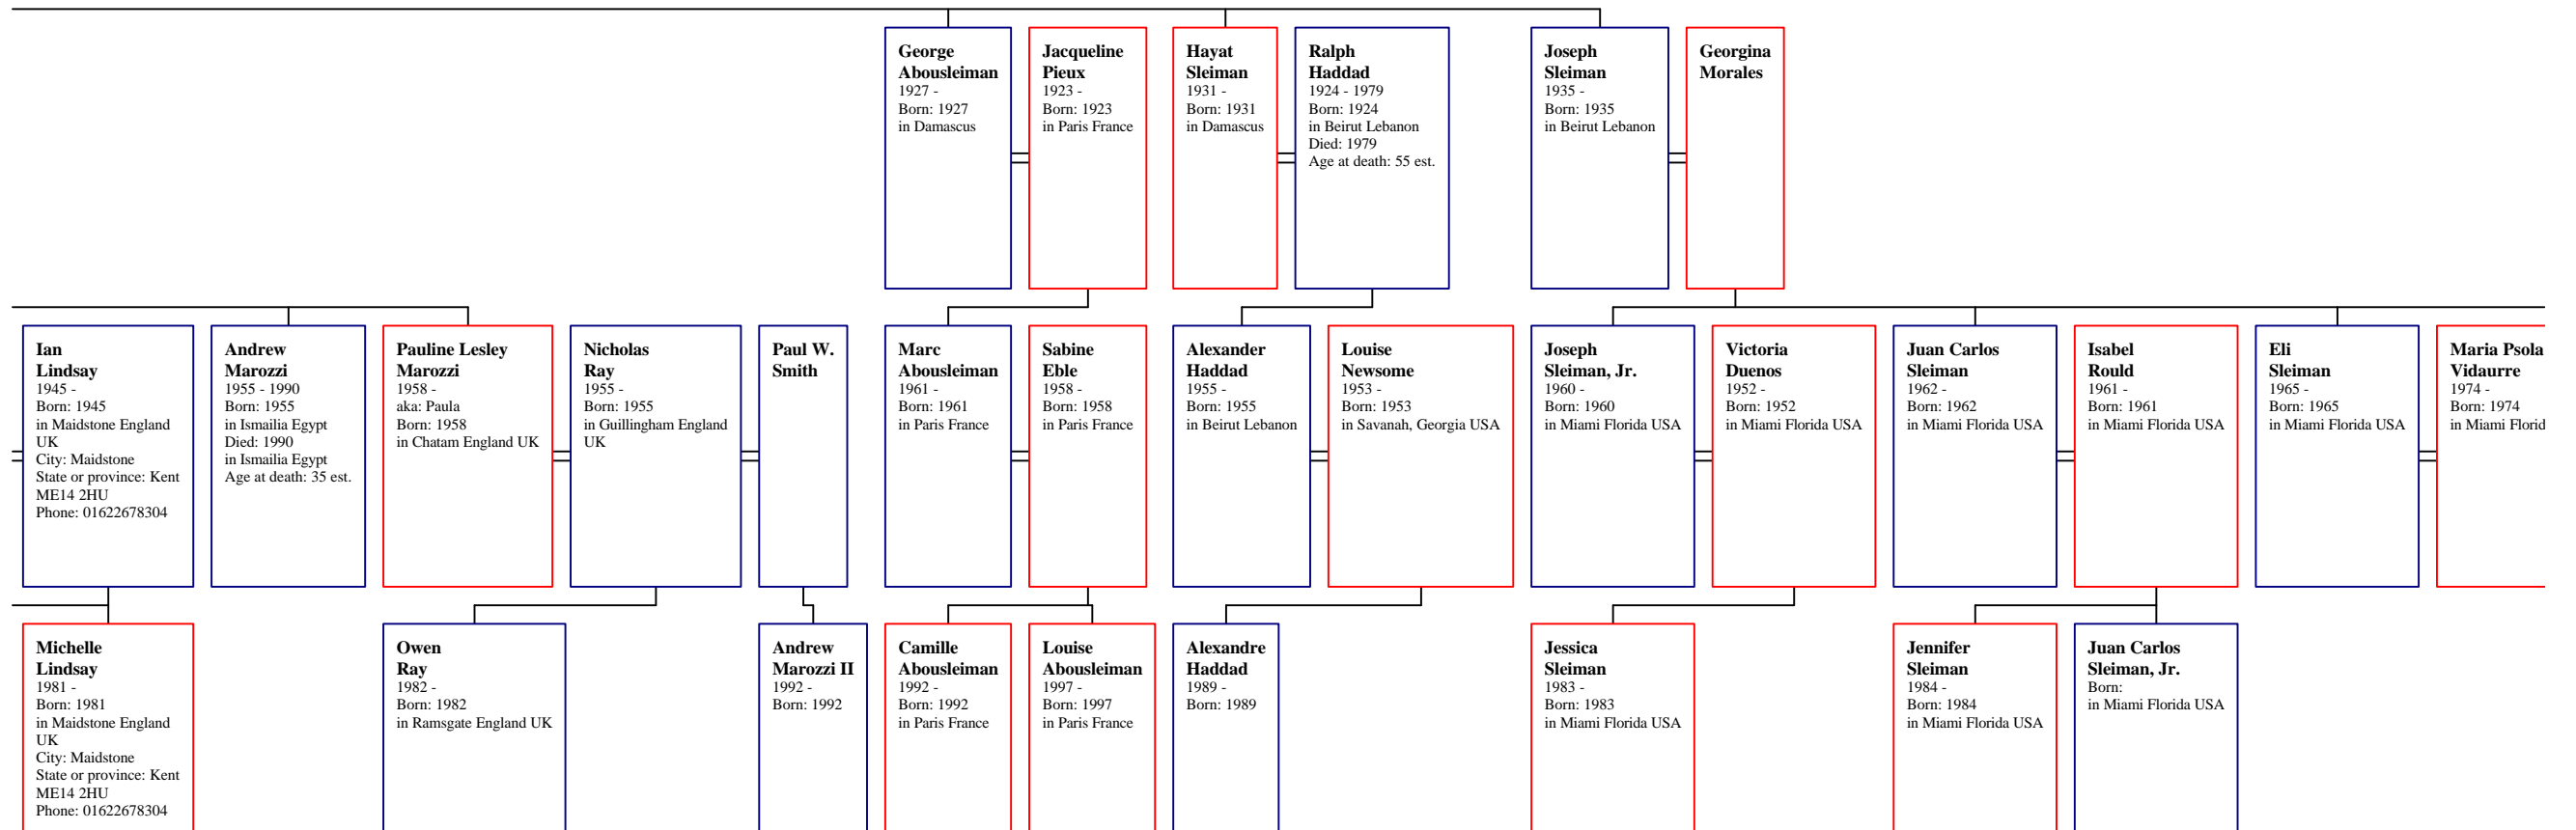 George
Abousleiman
1927 -
Born: 1927
in Damascus
Jacqueline
Pieux
1923 -
Born: 1923
in Paris France
Hayat
Sleiman
1931 -
Born: 1931
in Damascus
Ralph
Haddad
1924 - 1979
Born: 1924
in Beirut Lebanon
Died: 1979
Age at death: 55 est.
Joseph
Sleiman
1935 -
Born: 1935
in Beirut Lebanon
Georgina
Morales
Ian
Lindsay
1945 -
Born: 1945
in Maidstone England
UK
City: Maidstone
State or province: Kent
ME14 2HU
Phone: 01622678304
Andrew
Marozzi
1955 - 1990
Born: 1955
in Ismailia Egypt
Died: 1990
in Ismailia Egypt
Age at death: 35 est.
Pauline Lesley
Marozzi
1958 -
aka: Paula
Born: 1958
in Chatam England UK
Nicholas
Ray
1955 -
Born: 1955
in Guillingham England
UK
Paul W.
Smith
Marc
Abousleiman
1961 -
Born: 1961
in Paris France
Sabine
Eble
1958 -
Born: 1958
in Paris France
Alexander
Haddad
1955 -
Born: 1955
in Beirut Lebanon
Louise
Newsome
1953 -
Born: 1953
in Savanah, Georgia USA
Joseph
Sleiman, Jr.
1960 -
Born: 1960
in Miami Florida USA
Victoria
Duenos
1952 -
Born: 1952
in Miami Florida USA
Juan Carlos
Sleiman
1962 -
Born: 1962
in Miami Florida USA
Isabel
Rould
1961 -
Born: 1961
in Miami Florida USA
Eli
Sleiman
1965 -
Born: 1965
in Miami Florida USA
Maria Psola
Vidaurre
1974 -
Born: 1974
in Miami Florid
Michelle
Lindsay
1981 -
Born: 1981
in Maidstone England
UK
City: Maidstone
State or province: Kent
ME14 2HU
Phone: 01622678304
Owen
Ray
1982 -
Born: 1982
in Ramsgate England UK
Andrew
Marozzi II
1992 -
Born: 1992
Camille
Abousleiman
1992 -
Born: 1992
in Paris France
Louise
Abousleiman
1997 -
Born: 1997
in Paris France
Alexandre
Haddad
1989 -
Born: 1989
Jessica
Sleiman
1983 -
Born: 1983
in Miami Florida USA
Jennifer
Sleiman
1984 -
Born: 1984
in Miami Florida USA
Juan Carlos
Sleiman, Jr.
Born:
in Miami Florida USA